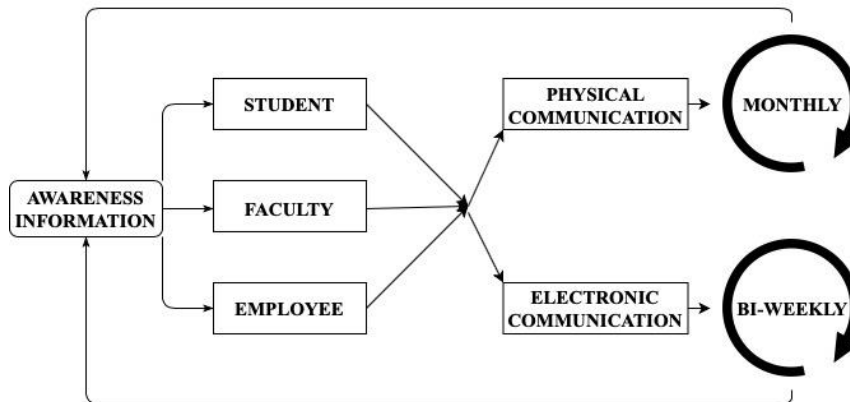 STUDENT
PHYSICAL
COMMUNICATION
MONTHLY
AWARENESS
INFORMATION
FACULTY
EMPLOYEE
ELECTRONIC
COMMUNICATION
BI-WEEKLY